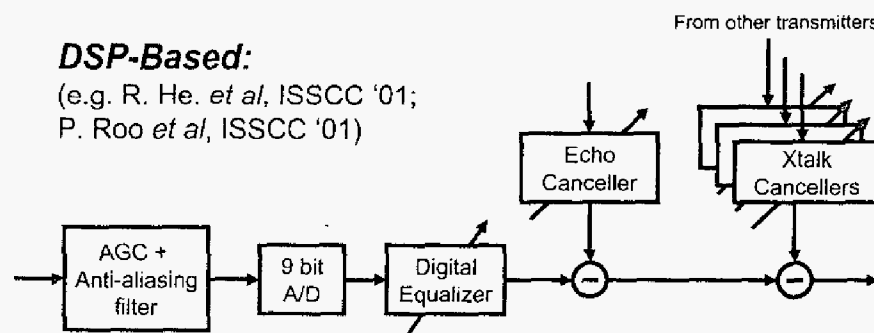 From other transmitters
DSP-Based:
(e.g. R. He. et al, ISSCC '01;
P. Roo et al, ISSCC '01)
Echo
Canceller
Xtalk
Cancellers
AGC +
Anti-aliasing
filter
9 bit
A/D
Digital
Equalizer